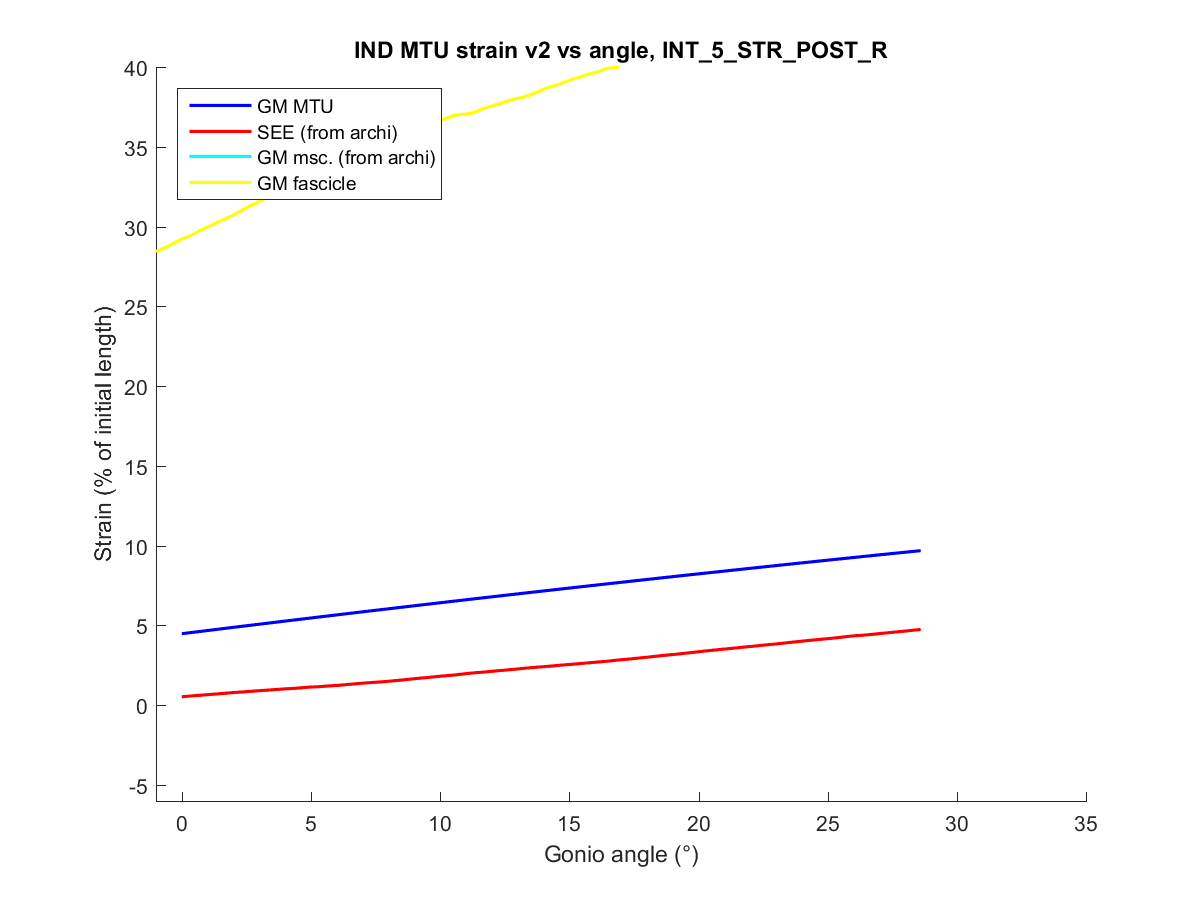 IND MTU strain v2 vs angle, INT_5_STR_POST_R
GM MTU
SEE (from archi)
GM msc. (from archi)
GM fascicle
Strain (% of initial length)
40
35
30
25
20
15
10
5
0
-5
0 5 10 15 20 25 30 35
Gonio angle (°)